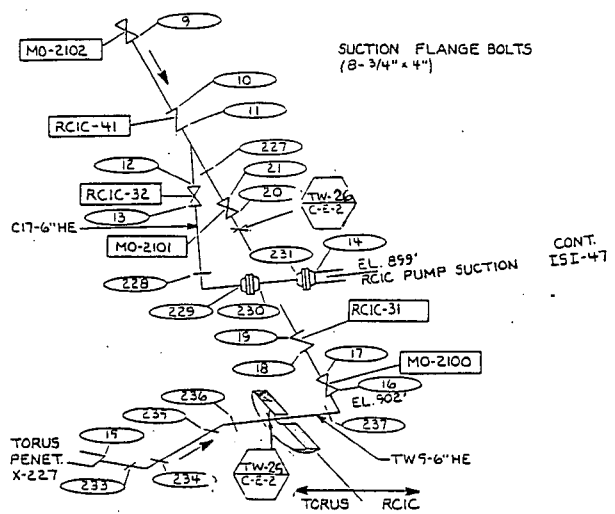 9
MO-2102
SUCTION FLANGE BOLTS
(8-3/4" x 4")
10
11
RCIC-41
227
12
21
RCIC-32
20
TW-26
C-E-2
13
C17-6"HE
MO-2101
231
14
EL. 899'
RCIC PUMP SUCTION
CONT.
ISI-47
228
229
230
RCIC-31
19
18
17
MO-2100
16
EL. 902'
236
235
237
TORUS
PENET.
X-227
15
TW5-6"HE
TW-25
C-E-2
233
234
TORUS RCIC